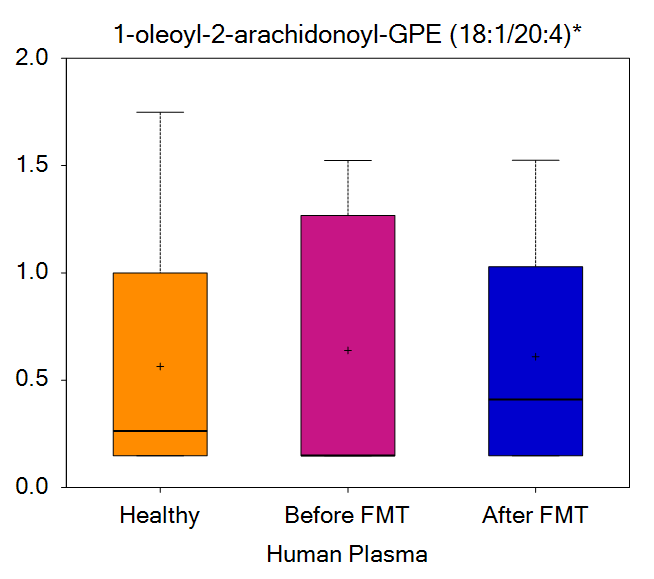 1-oleoyl-2-arachidonoyl-GPE (18:1/20:4)*
2.0
1.5
1.0
0.5
0.0
Healthy Before FMT After FMT
Human Plasma